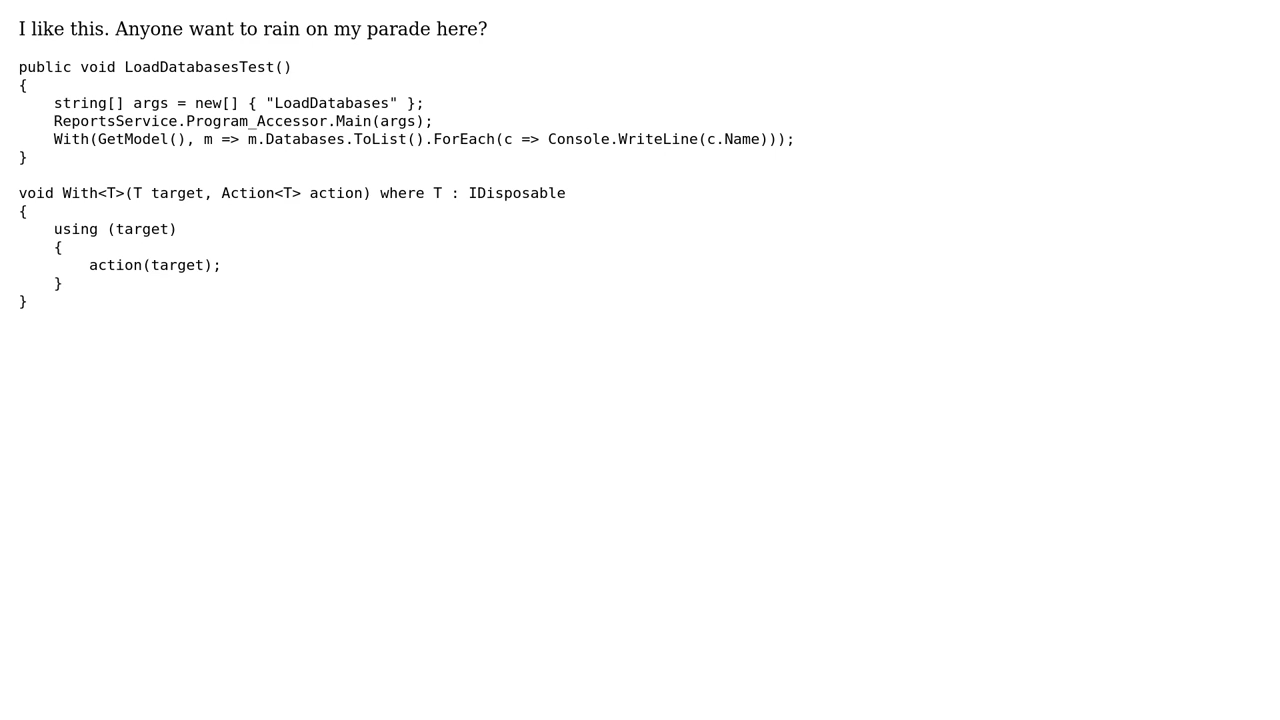 I like this. Anyone want to rain on my parade here?
public void LoadDatabasesTest()
{
    string[] args = new[] { "LoadDatabases" };
    ReportsService.Program_Accessor.Main(args);
    With(GetModel(), m => m.Databases.ToList().ForEach(c => Console.WriteLine(c.Name)));
}

void With<T>(T target, Action<T> action) where T : IDisposable
{
    using (target)
    {
        action(target);
    }
}